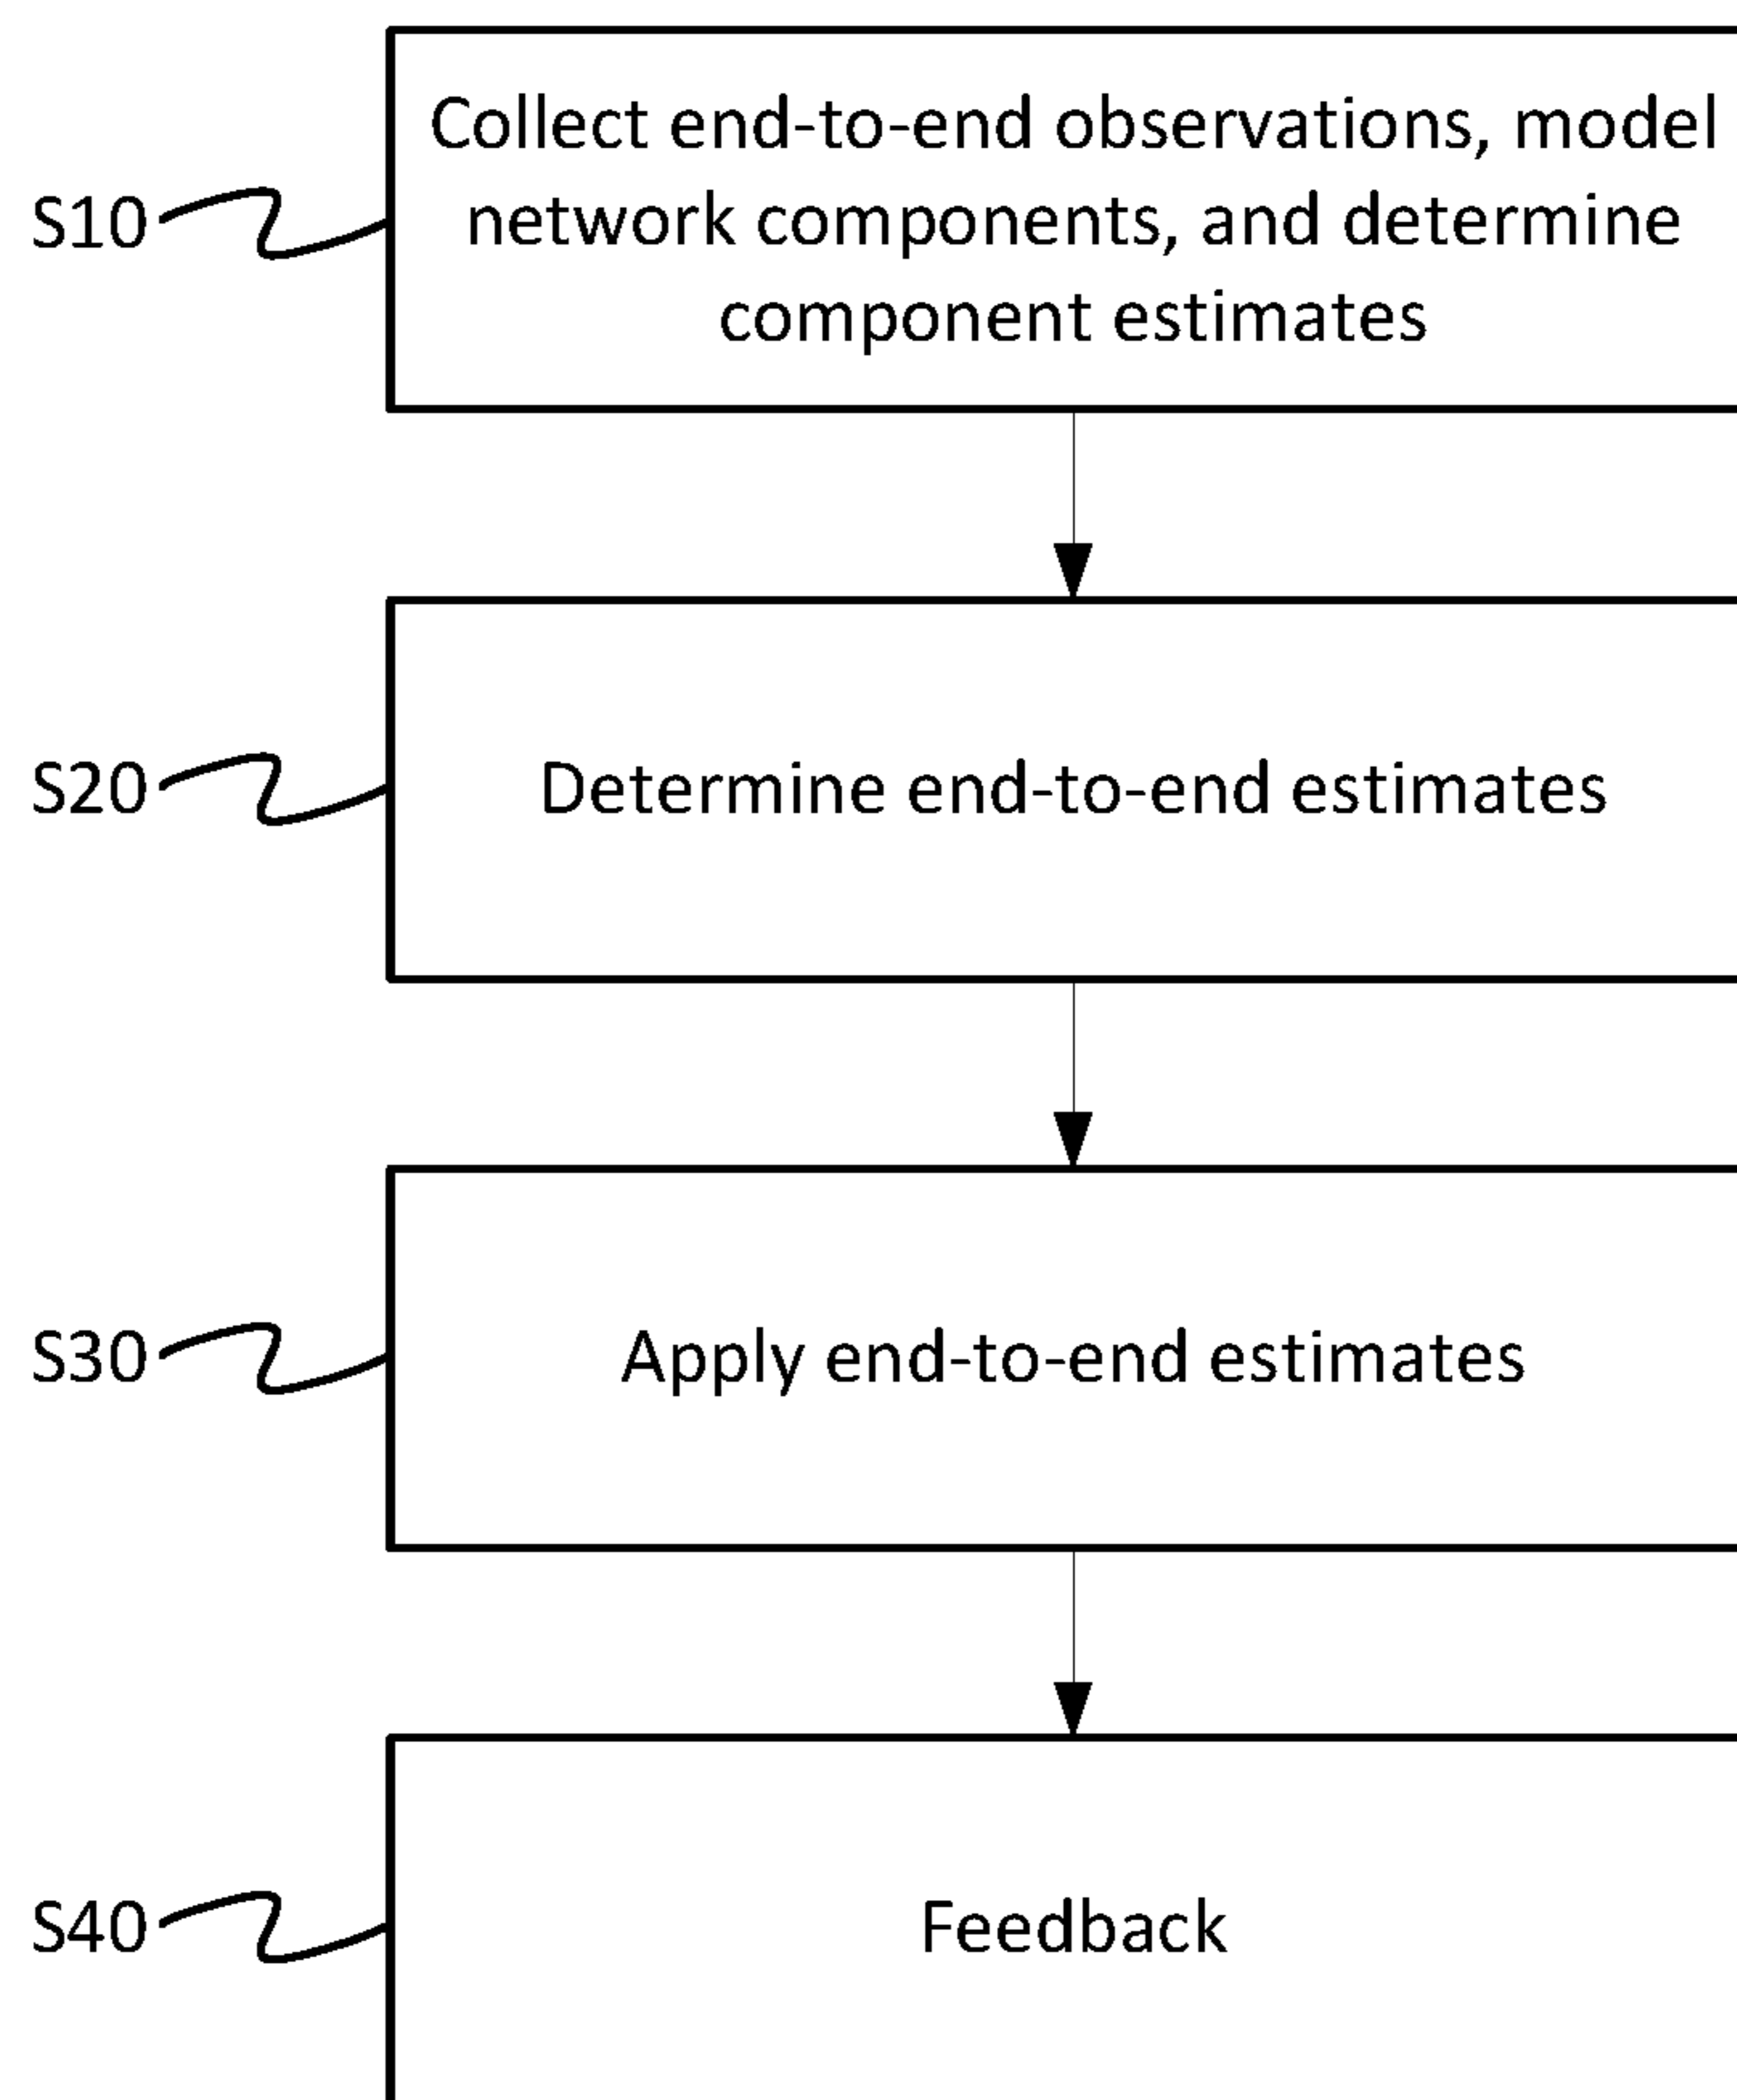 Collect end-to-end observations, model
S10 network components, and determine
component estimates
S20 Determine end-to-end estimates
S30 Apply end-to-end estimates
S40 Feedback